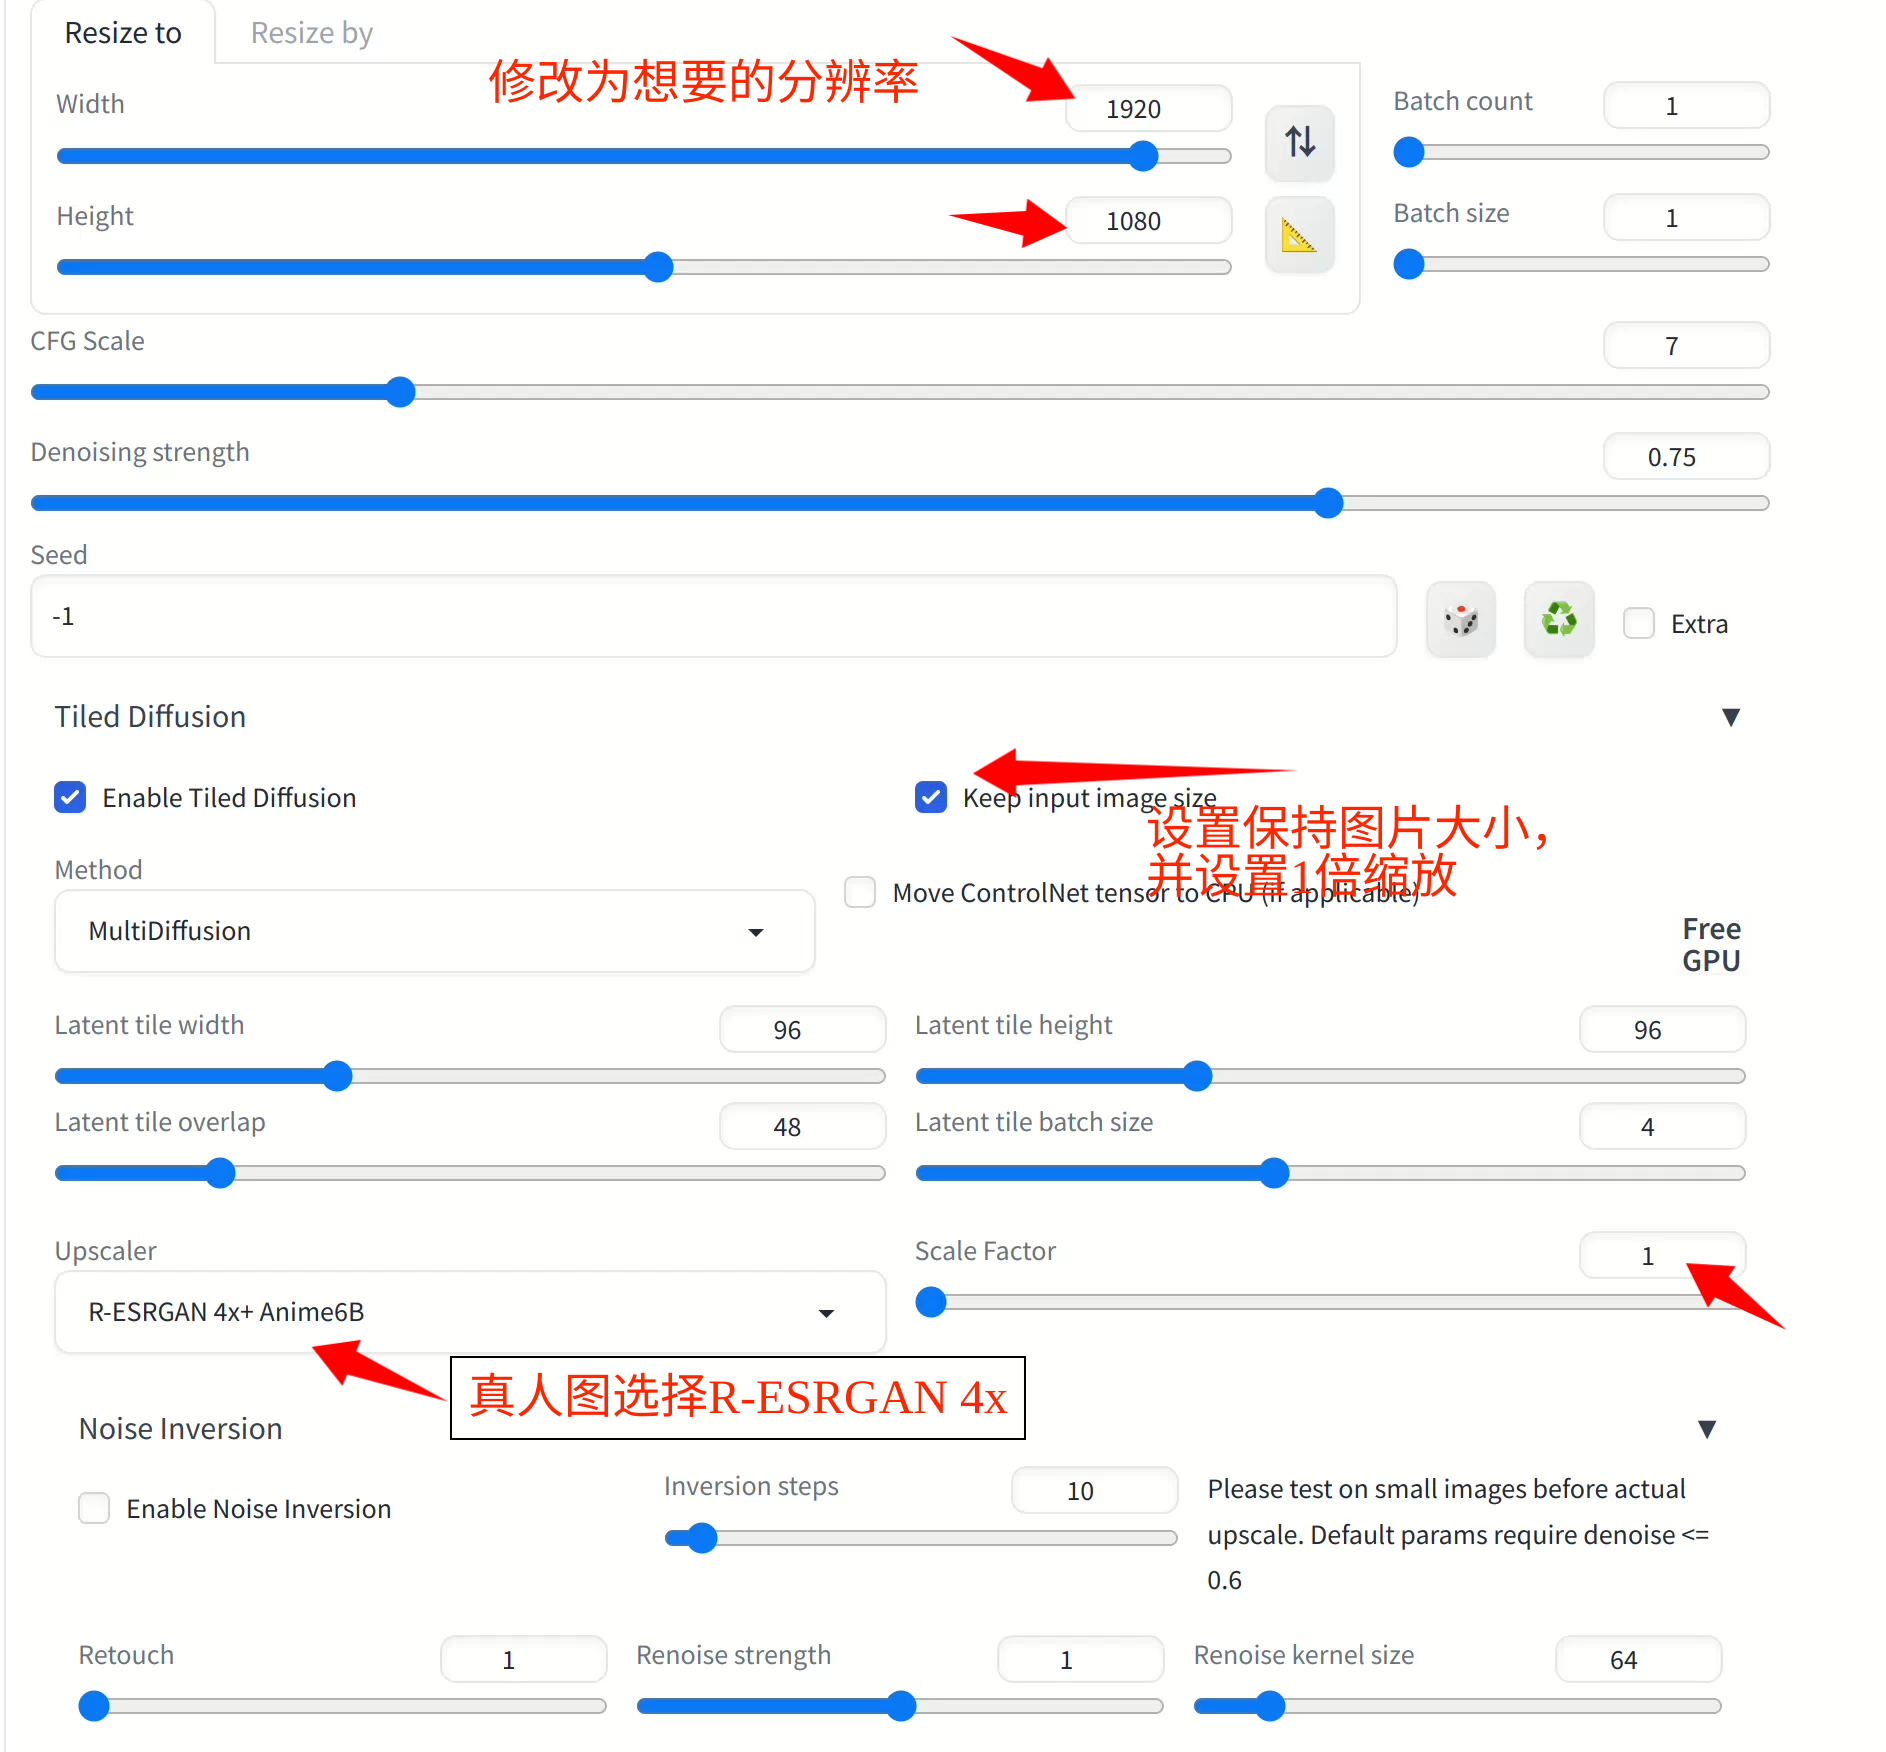 Resize to
Resize by
修改为想要的分辨率
Width
1920
Batch count
1
Height
1080
Batch size
1
CFG Scale
7
Denoising strength
0.75
Seed
-1
Extra
Tiled Diffusion
▼
Enable Tiled Diffusion
Keep input image size
设置保持图片大小，
并设置1倍缩放
Method
MultiDiffusion
Move ControlNet tensor to CPU (if applicable)
Free
GPU
Latent tile width
96
Latent tile height
96
Latent tile overlap
48
Latent tile batch size
4
Upscaler
R-ESRGAN 4x+ Anime6B
Scale Factor
1
真人图选择R-ESRGAN 4x
Noise Inversion
▼
Enable Noise Inversion
Inversion steps
10
Please test on small images before actual
upscale. Default params require denoise <=
0.6
Retouch
1
Renoise strength
1
Renoise kernel size
64